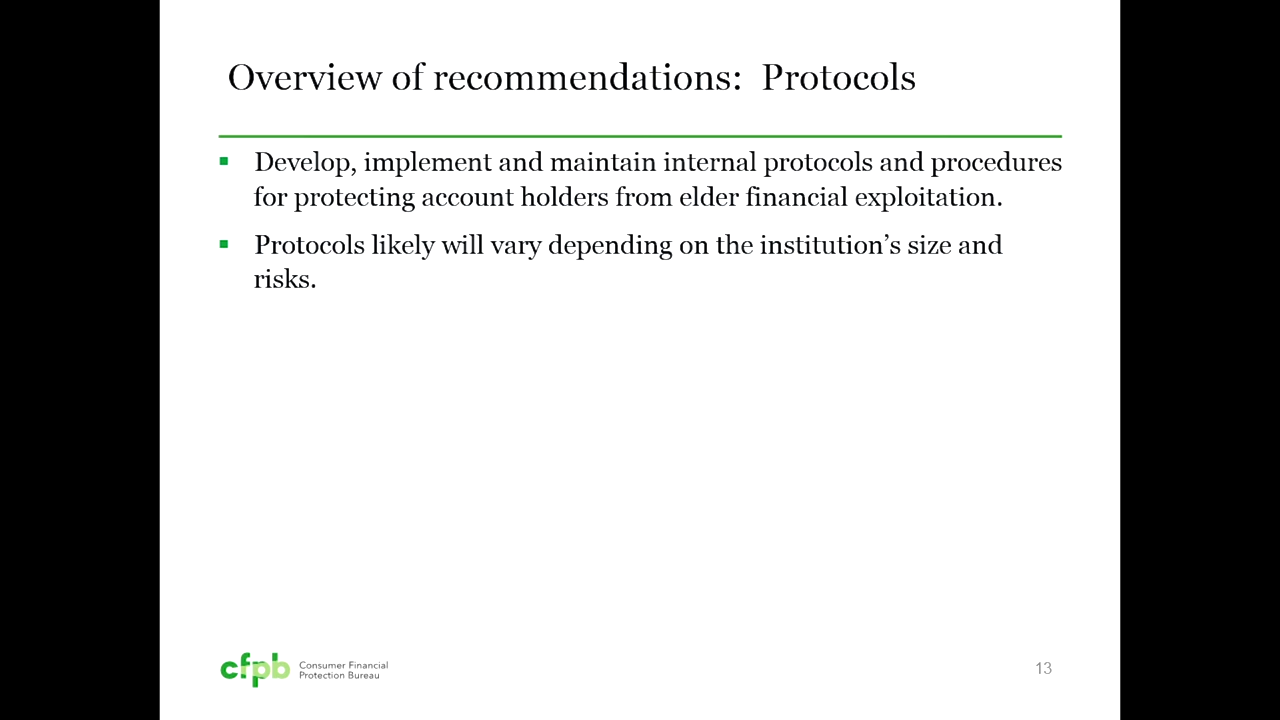 Overview of recommendations:  Protocols
▪ Develop, implement and maintain internal protocols and procedures
for protecting account holders from elder financial exploitation.
▪ Protocols likely will vary depending on the institution’s size and
risks.
cfpb
Consumer Financial
Protection Bureau
13